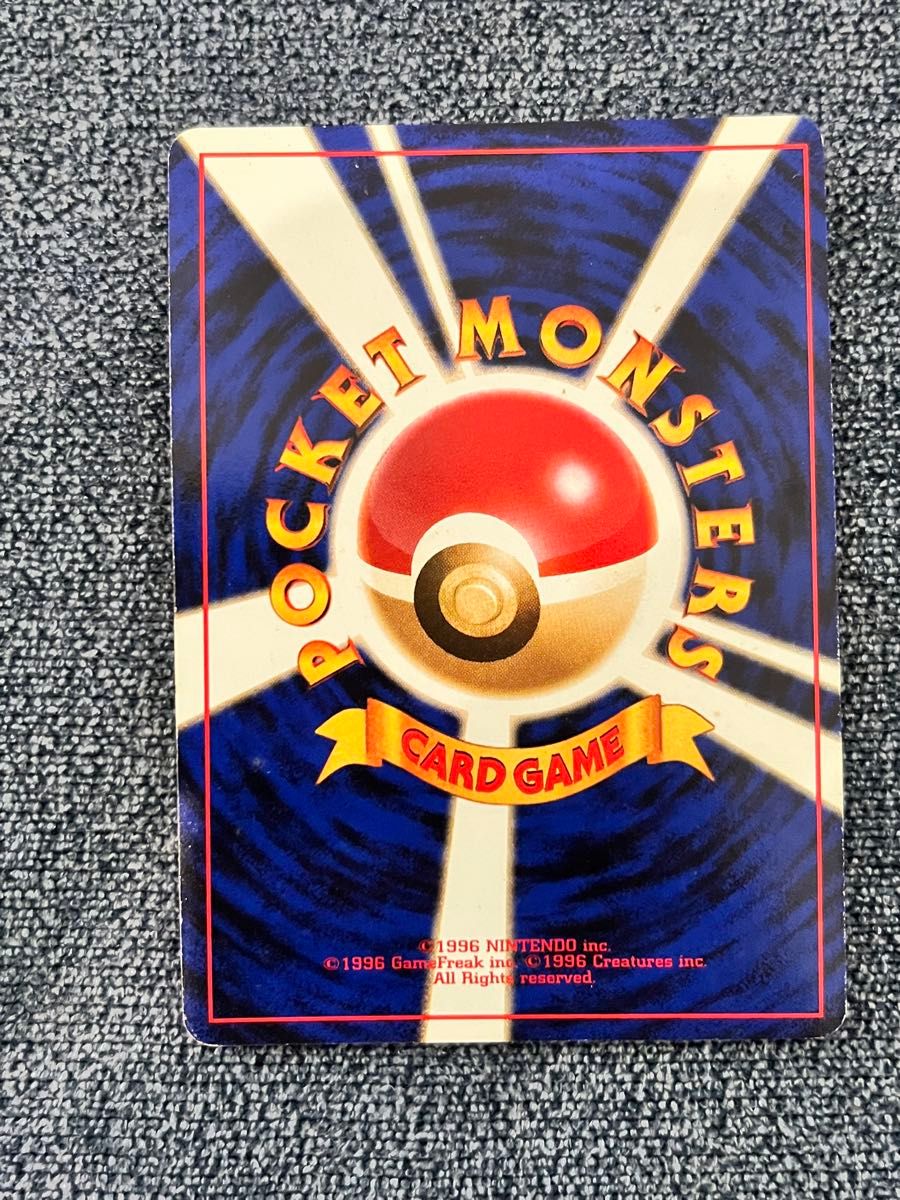 POCKET MONSTERS
CARD GAME
©1996 NINTENDO inc.
©1996 GameFreak inc. ©1996 Creatures inc.
All Rights reserved.